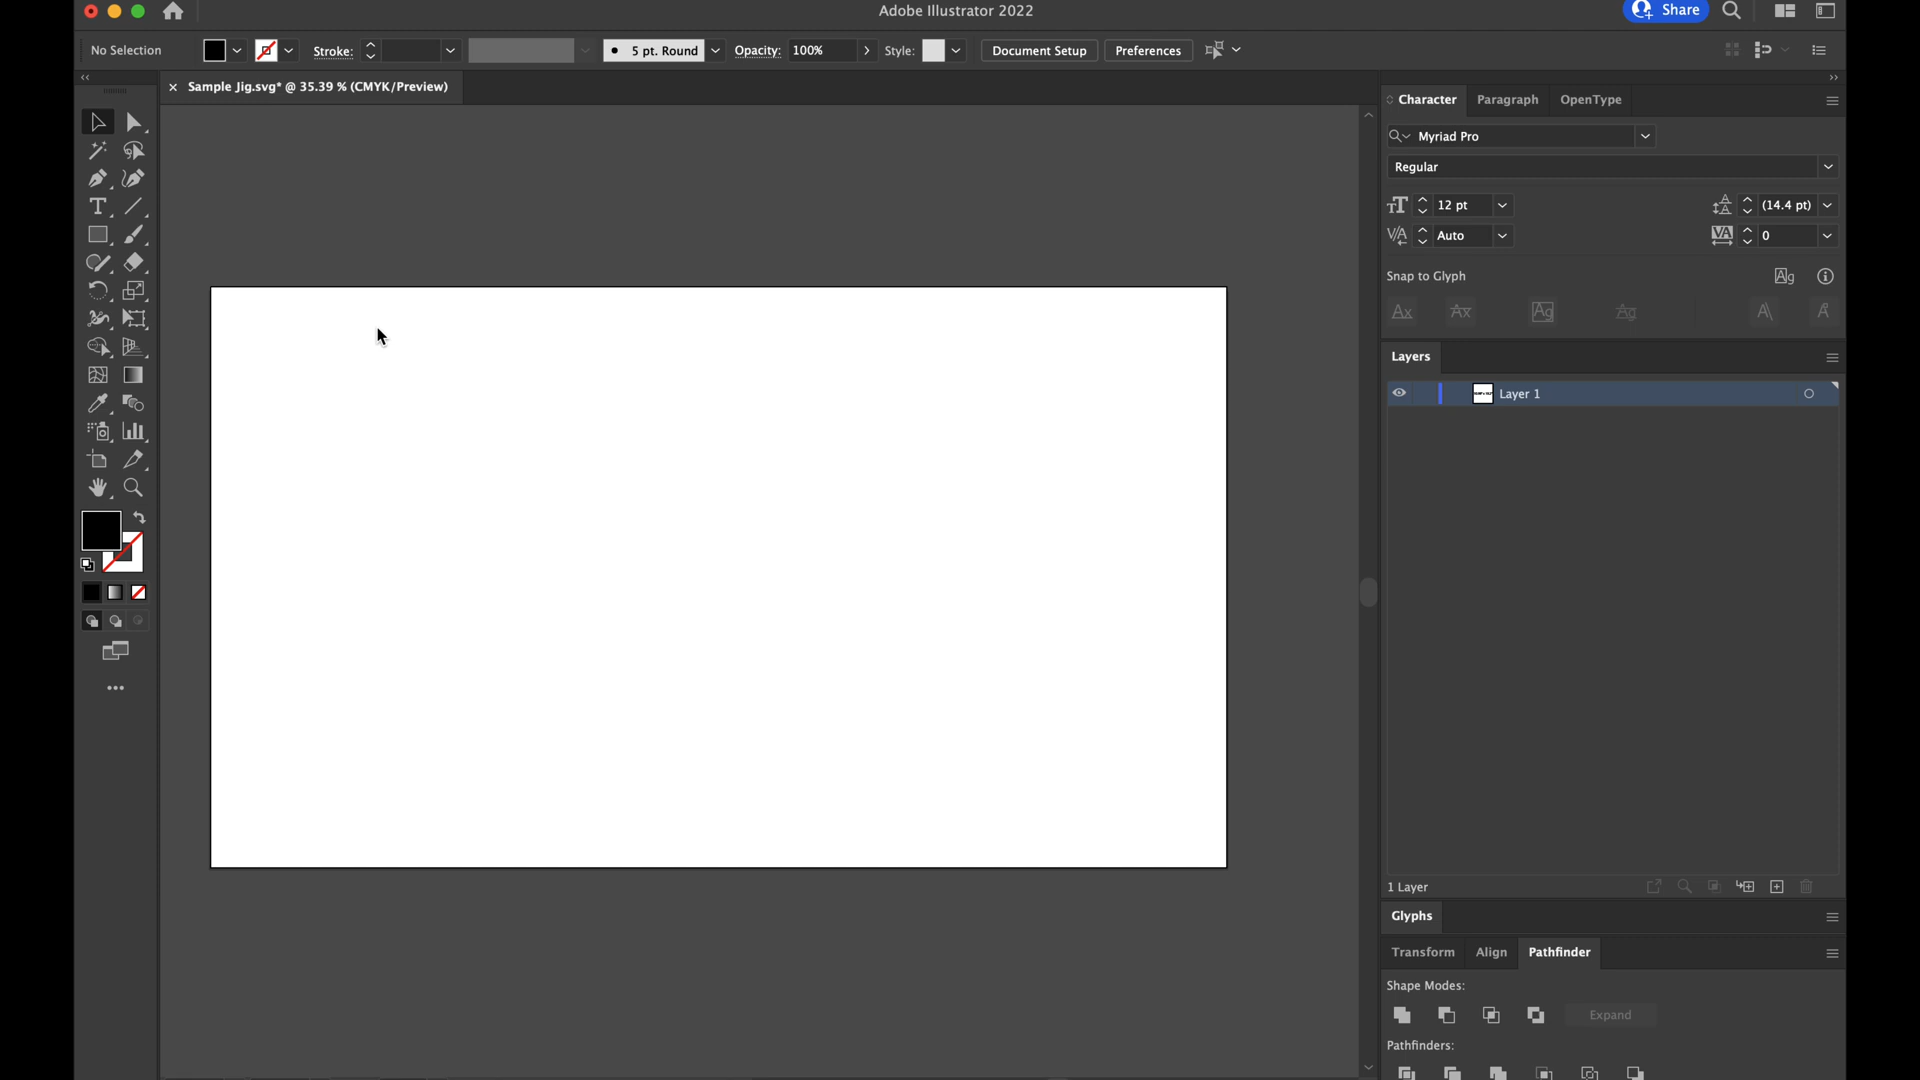 Adobe Illustrator 2022
Share
No Selection
Stroke:
5 pt. Round
Opacity: 100%
Style:
Document Setup
Preferences
× Sample Jig.svg* @ 35.39 % (CMYK/Preview)
Character
Paragraph
OpenType
Myriad Pro
Regular
12 pt
(14.4 pt)
Auto
0
Snap to Glyph
Layers
Layer 1
1 Layer
Glyphs
Transform
Align
Pathfinder
Shape Modes:
Expand
Pathfinders: